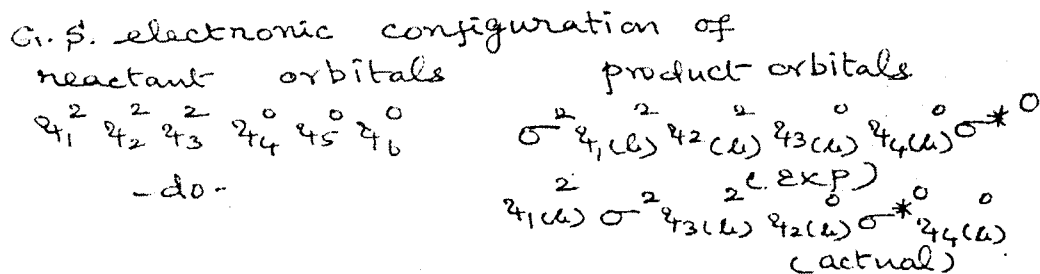 G.S. electronic configuration of
reactant orbitals product orbitals
ψ₁² ψ₂² ψ₃² ψ₄⁰ ψ₅⁰ ψ₆⁰ σ² ψ₁(b)² ψ₂(b)² ψ₃(b)⁰ ψ₄(b)⁰ σ*⁰
(exp)
-do- ψ₁(b)² σ² ψ₃(b)² ψ₂(b)⁰ σ*⁰ ψ₄(b)⁰
(actual)